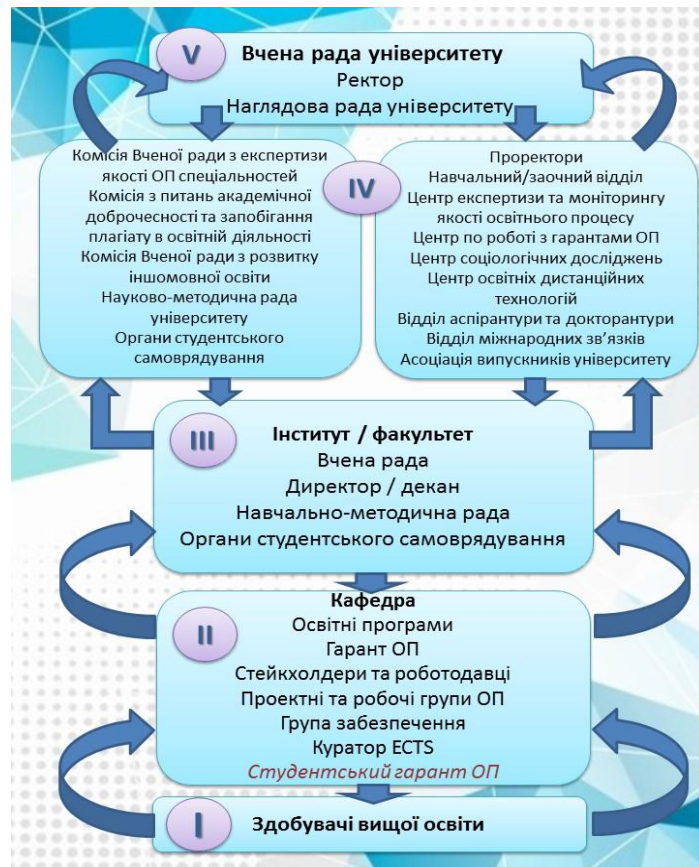 V
Вчена рада університету
Ректор
Наглядова рада університету
Комісія Вченої ради з експертизи
якості ОП спеціальностей
Комісія з питань академічної
доброчесності та запобігання
плагіату в освітній діяльності
Комісія Вченої ради з розвитку
іншомовної освіти
Науково-методична рада
університету
Органи студентського
самоврядування
IV
Проректори
Навчальний/заочний відділ
Центр експертизи та моніторингу
якості освітнього процесу
Центр по роботі з гарантами ОП
Центр соціологічних досліджень
Центр освітніх дистанційних
технологій
Відділ аспірантури та докторантури
Відділ міжнародних зв’язків
Асоціація випускників університету
III
Інститут / факультет
Вчена рада
Директор / декан
Навчально-методична рада
Органи студентського самоврядування
II
Кафедра
Освітні програми
Гарант ОП
Стейкхолдери та роботодавці
Проектні та робочі групи ОП
Група забезпечення
Куратор ECTS
Студентський гарант ОП
I
Здобувачі вищої освіти